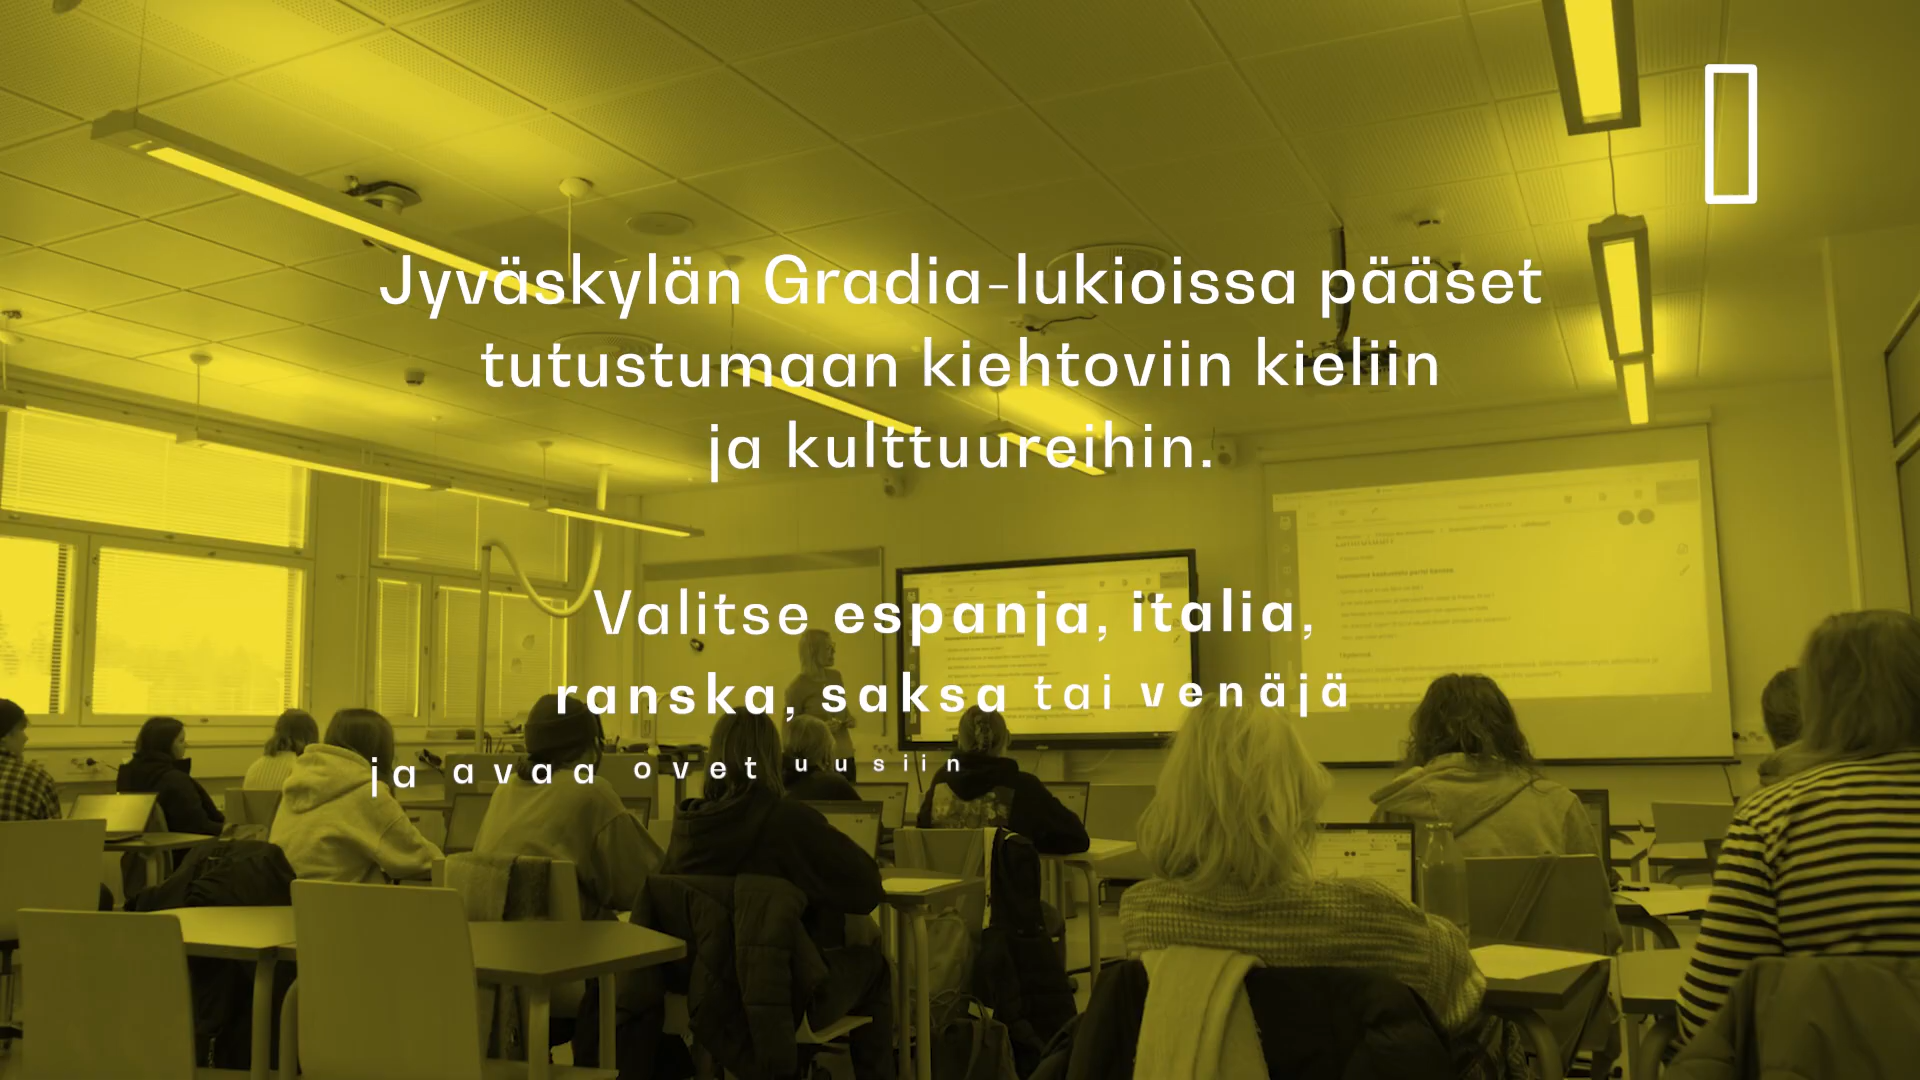 Jyväskylän Gradia-lukioissa pääset
tutustumaan kiehtoviin kieliin
ja kulttuureihin.
Valitse espanja, italia,
ranska, saksa tai venäjä
ja avaa ovet uusiin